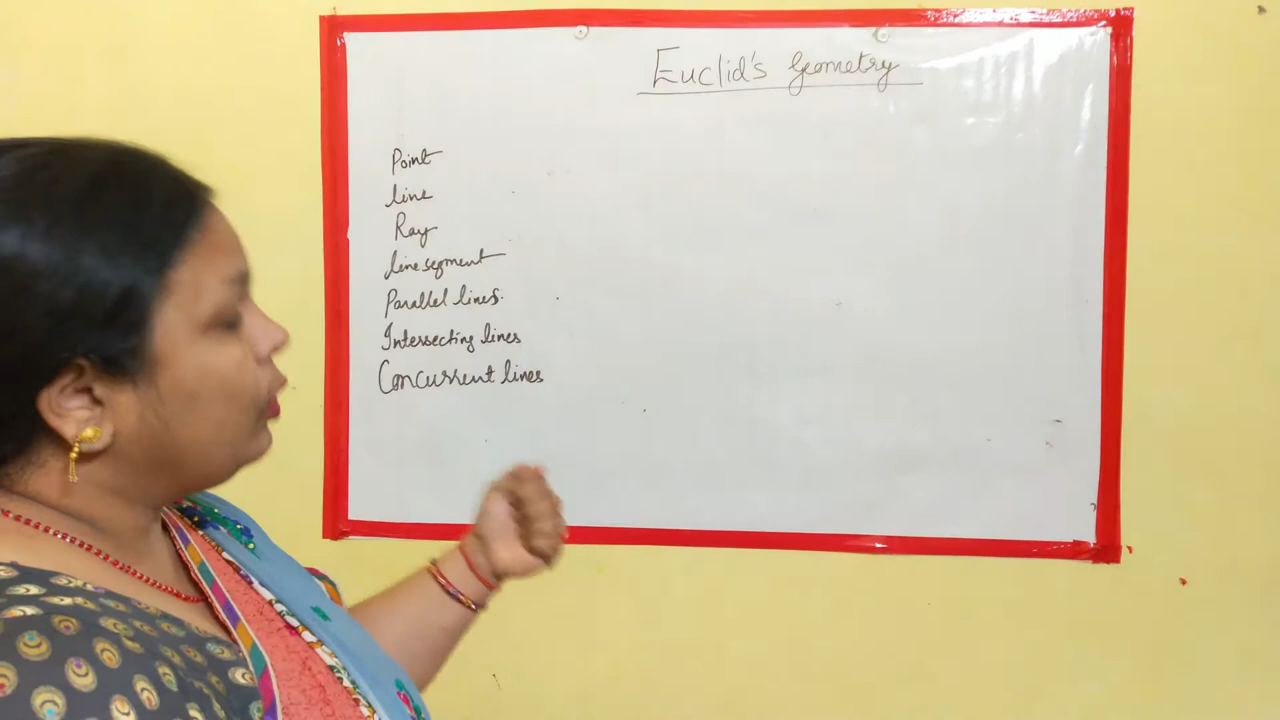 Euclid's Geometry
Point
line
Ray
line segment
Parallel lines.
Intersecting lines
Concurrent lines